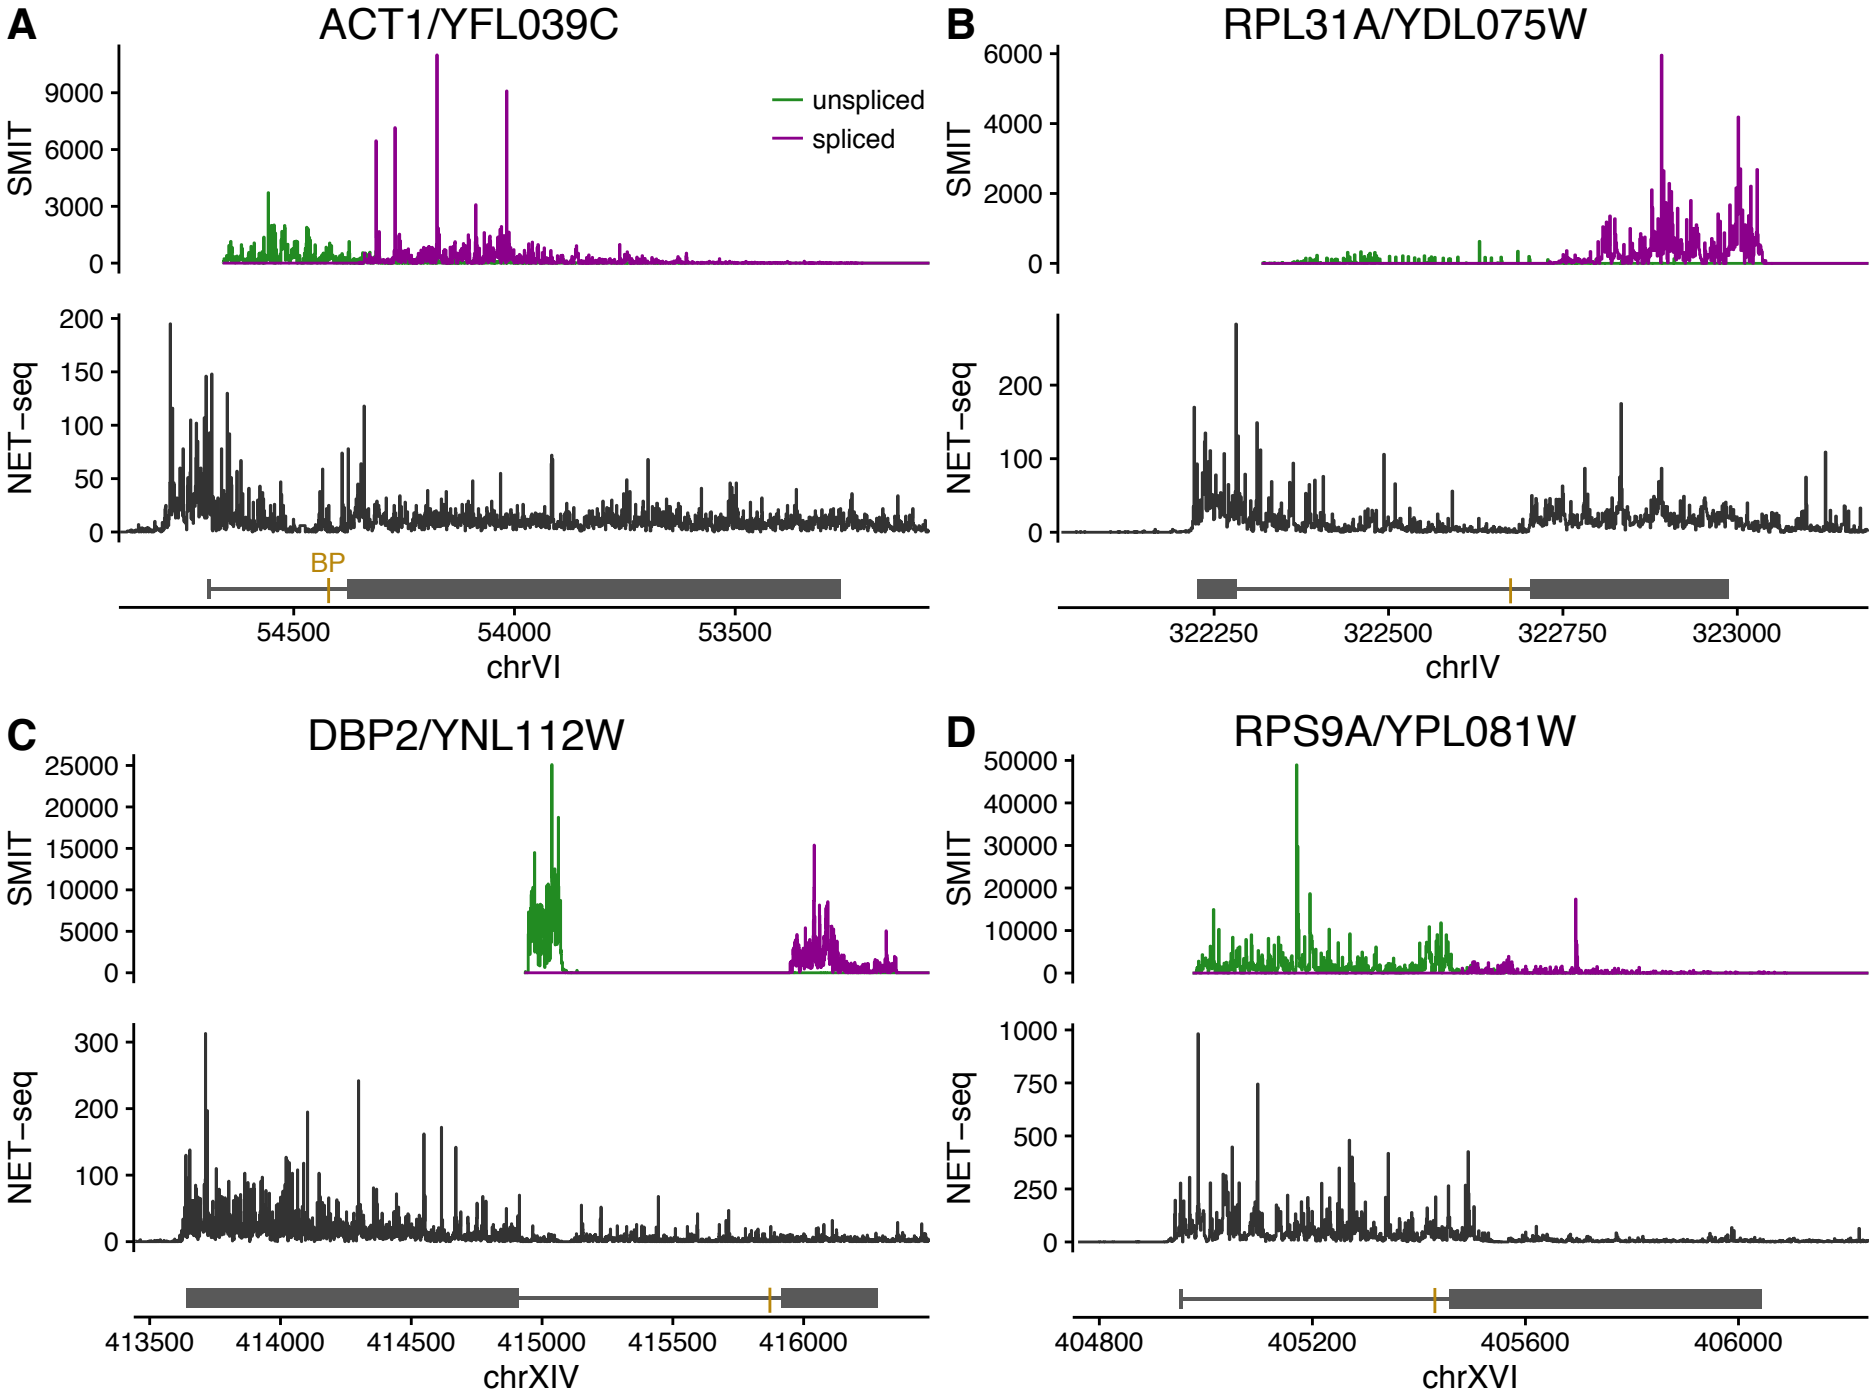 A
ACT1/YFL039C
SMIT
9000
6000
3000
0
unspliced
spliced
NET−seq
200
150
100
50
0
BP
54500
54000
53500
chrVI
B
RPL31A/YDL075W
SMIT
6000
4000
2000
0
NET−seq
200
100
0
322250
322500
322750
323000
chrIV
C
DBP2/YNL112W
SMIT
25000
20000
15000
10000
5000
0
NET−seq
300
200
100
0
413500
414000
414500
415000
415500
416000
chrXIV
D
RPS9A/YPL081W
SMIT
50000
40000
30000
20000
10000
0
NET−seq
1000
750
500
250
0
404800
405200
405600
406000
chrXVI